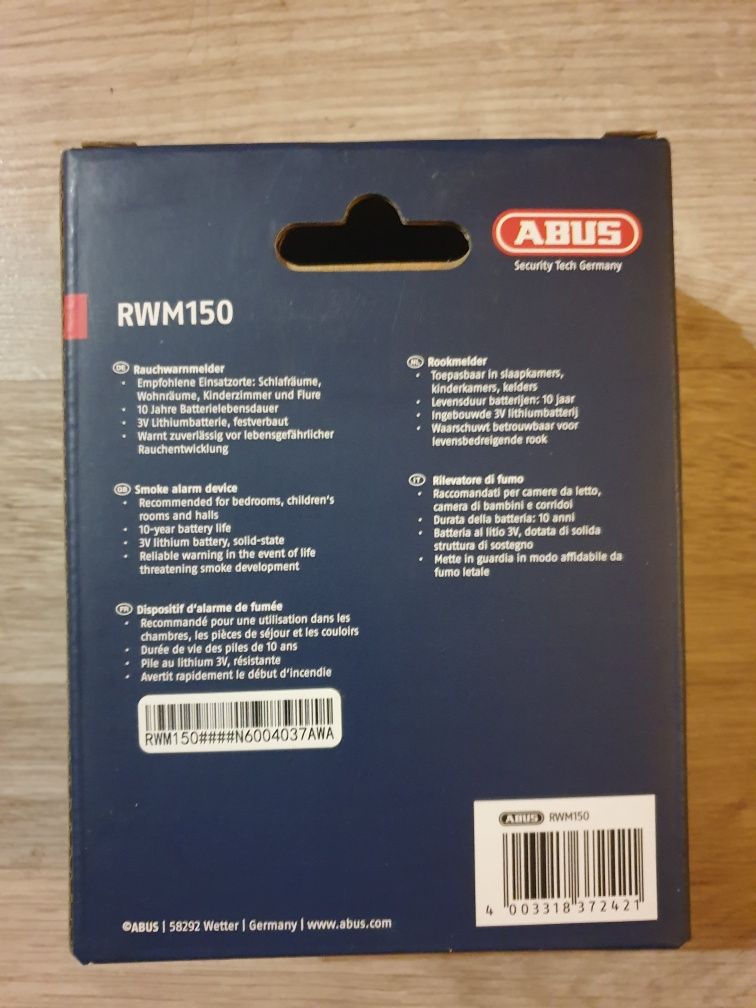 ABUS
Security Tech Germany
RWM150
DE Rauchwarnmelder
• Empfohlene Einsatzorte: Schlafräume,
Wohnräume, Kinderzimmer und Flure
• 10 Jahre Batterielebensdauer
• 3V Lithiumbatterie, festverbaut
• Warnt zuverlässig vor lebensgefährlicher
Rauchentwicklung
GB Smoke alarm device
• Recommended for bedrooms, children's
rooms and halls
• 10-year battery life
• 3V lithium battery, solid-state
• Reliable warning in the event of life
threatening smoke development
FR Dispositif d'alarme de fumée
• Recommandé pour une utilisation dans les
chambres, les pièces de séjour et les couloirs
• Durée de vie des piles de 10 ans
• Pile au lithium 3V, résistante
• Avertit rapidement le début d'incendie
NL Rookmelder
• Toepasbaar in slaapkamers,
kinderkamers, kelders
• Levensduur batterijen: 10 jaar
• Ingebouwde 3V lithiumbatterij
• Waarschuwt betrouwbaar voor
levensbedreigende rook
IT Rilevatore di fumo
• Raccomandati per camere da letto,
camera di bambini e corridoi
• Durata della batteria: 10 anni
• Batteria al litio 3V, dotata di solida
struttura di sostegno
• Mette in guardia in modo affidabile da
fumo letale
RWM150####N6004037AWA
ABUS RWM150
4 003318 372421
©ABUS | 58292 Wetter | Germany | www.abus.com